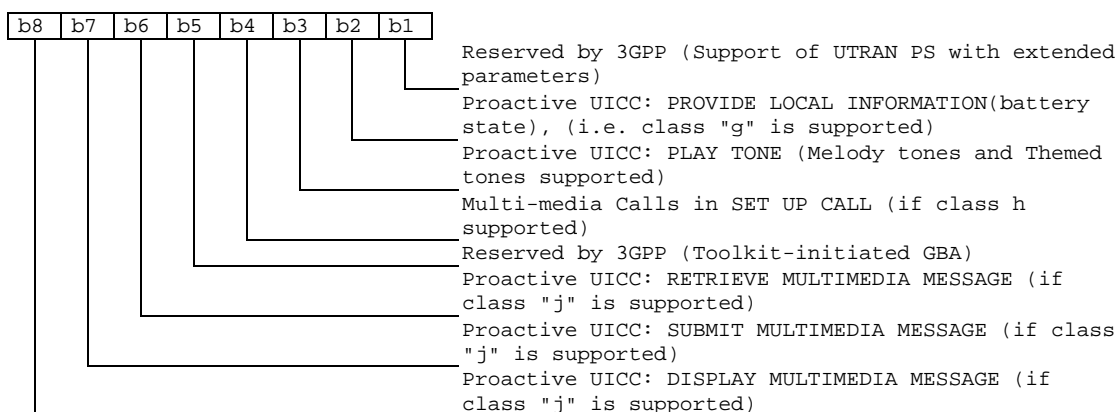 b8 b7 b6 b5 b4 b3 b2 b1
Reserved by 3GPP (Support of UTRAN PS with extended
parameters)
Proactive UICC: PROVIDE LOCAL INFORMATION(battery
state), (i.e. class "g" is supported)
Proactive UICC: PLAY TONE (Melody tones and Themed
tones supported)
Multi-media Calls in SET UP CALL (if class h
supported)
Reserved by 3GPP (Toolkit-initiated GBA)
Proactive UICC: RETRIEVE MULTIMEDIA MESSAGE (if
class "j" is supported)
Proactive UICC: SUBMIT MULTIMEDIA MESSAGE (if class
"j" is supported)
Proactive UICC: DISPLAY MULTIMEDIA MESSAGE (if
class "j" is supported)